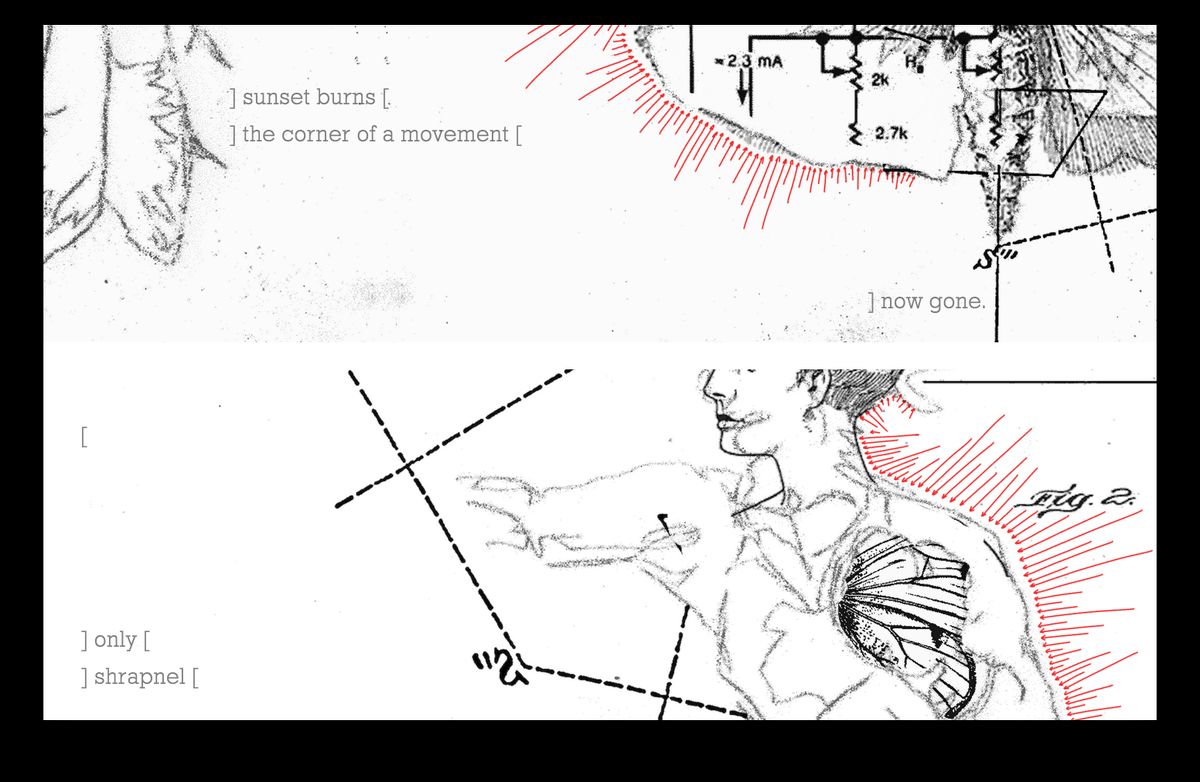 ≈ 2.3 mA
2k
2.7k
] sunset burns [.
] the corner of a movement [
] now gone.
[
Fig. 2.
] only [
] shrapnel [